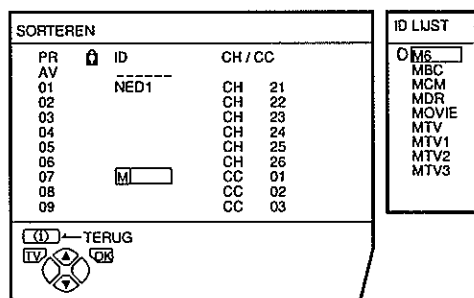 SORTEREN
PR ID CH / CC
AV ------
01 NED1 CH 21
02 CH 22
03 CH 23
04 CH 24
05 CH 25
06 CH 26
07 M CC 01
08 CC 02
09 CC 03
(1) TERUG
TV OK
ID LIJST
M6
MBC
MCM
MDR
MOVIE
MTV
MTV1
MTV2
MTV3